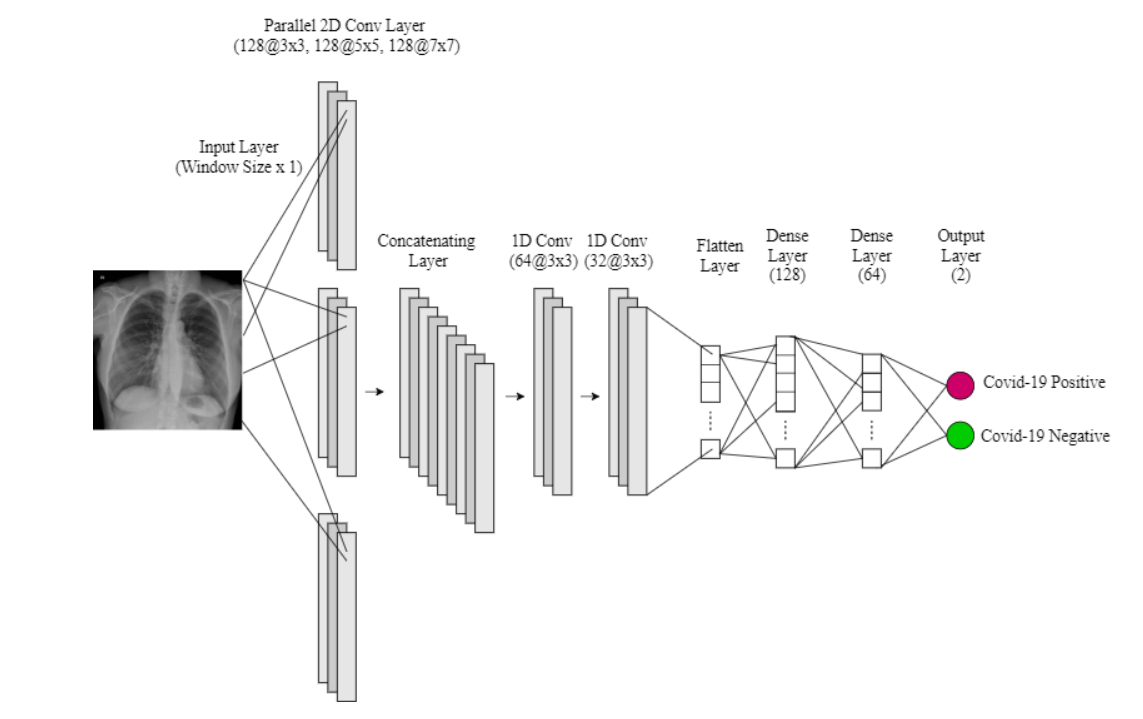 Parallel 2D Conv Layer
(128@3x3, 128@5x5, 128@7x7)
Input Layer
(Window Size x 1)
Concatenating
Layer
1D Conv
(64@3x3)
1D Conv
(32@3x3)
Flatten
Layer
Dense
Layer
(128)
Dense
Layer
(64)
Output
Layer
(2)
Covid-19 Positive
Covid-19 Negative